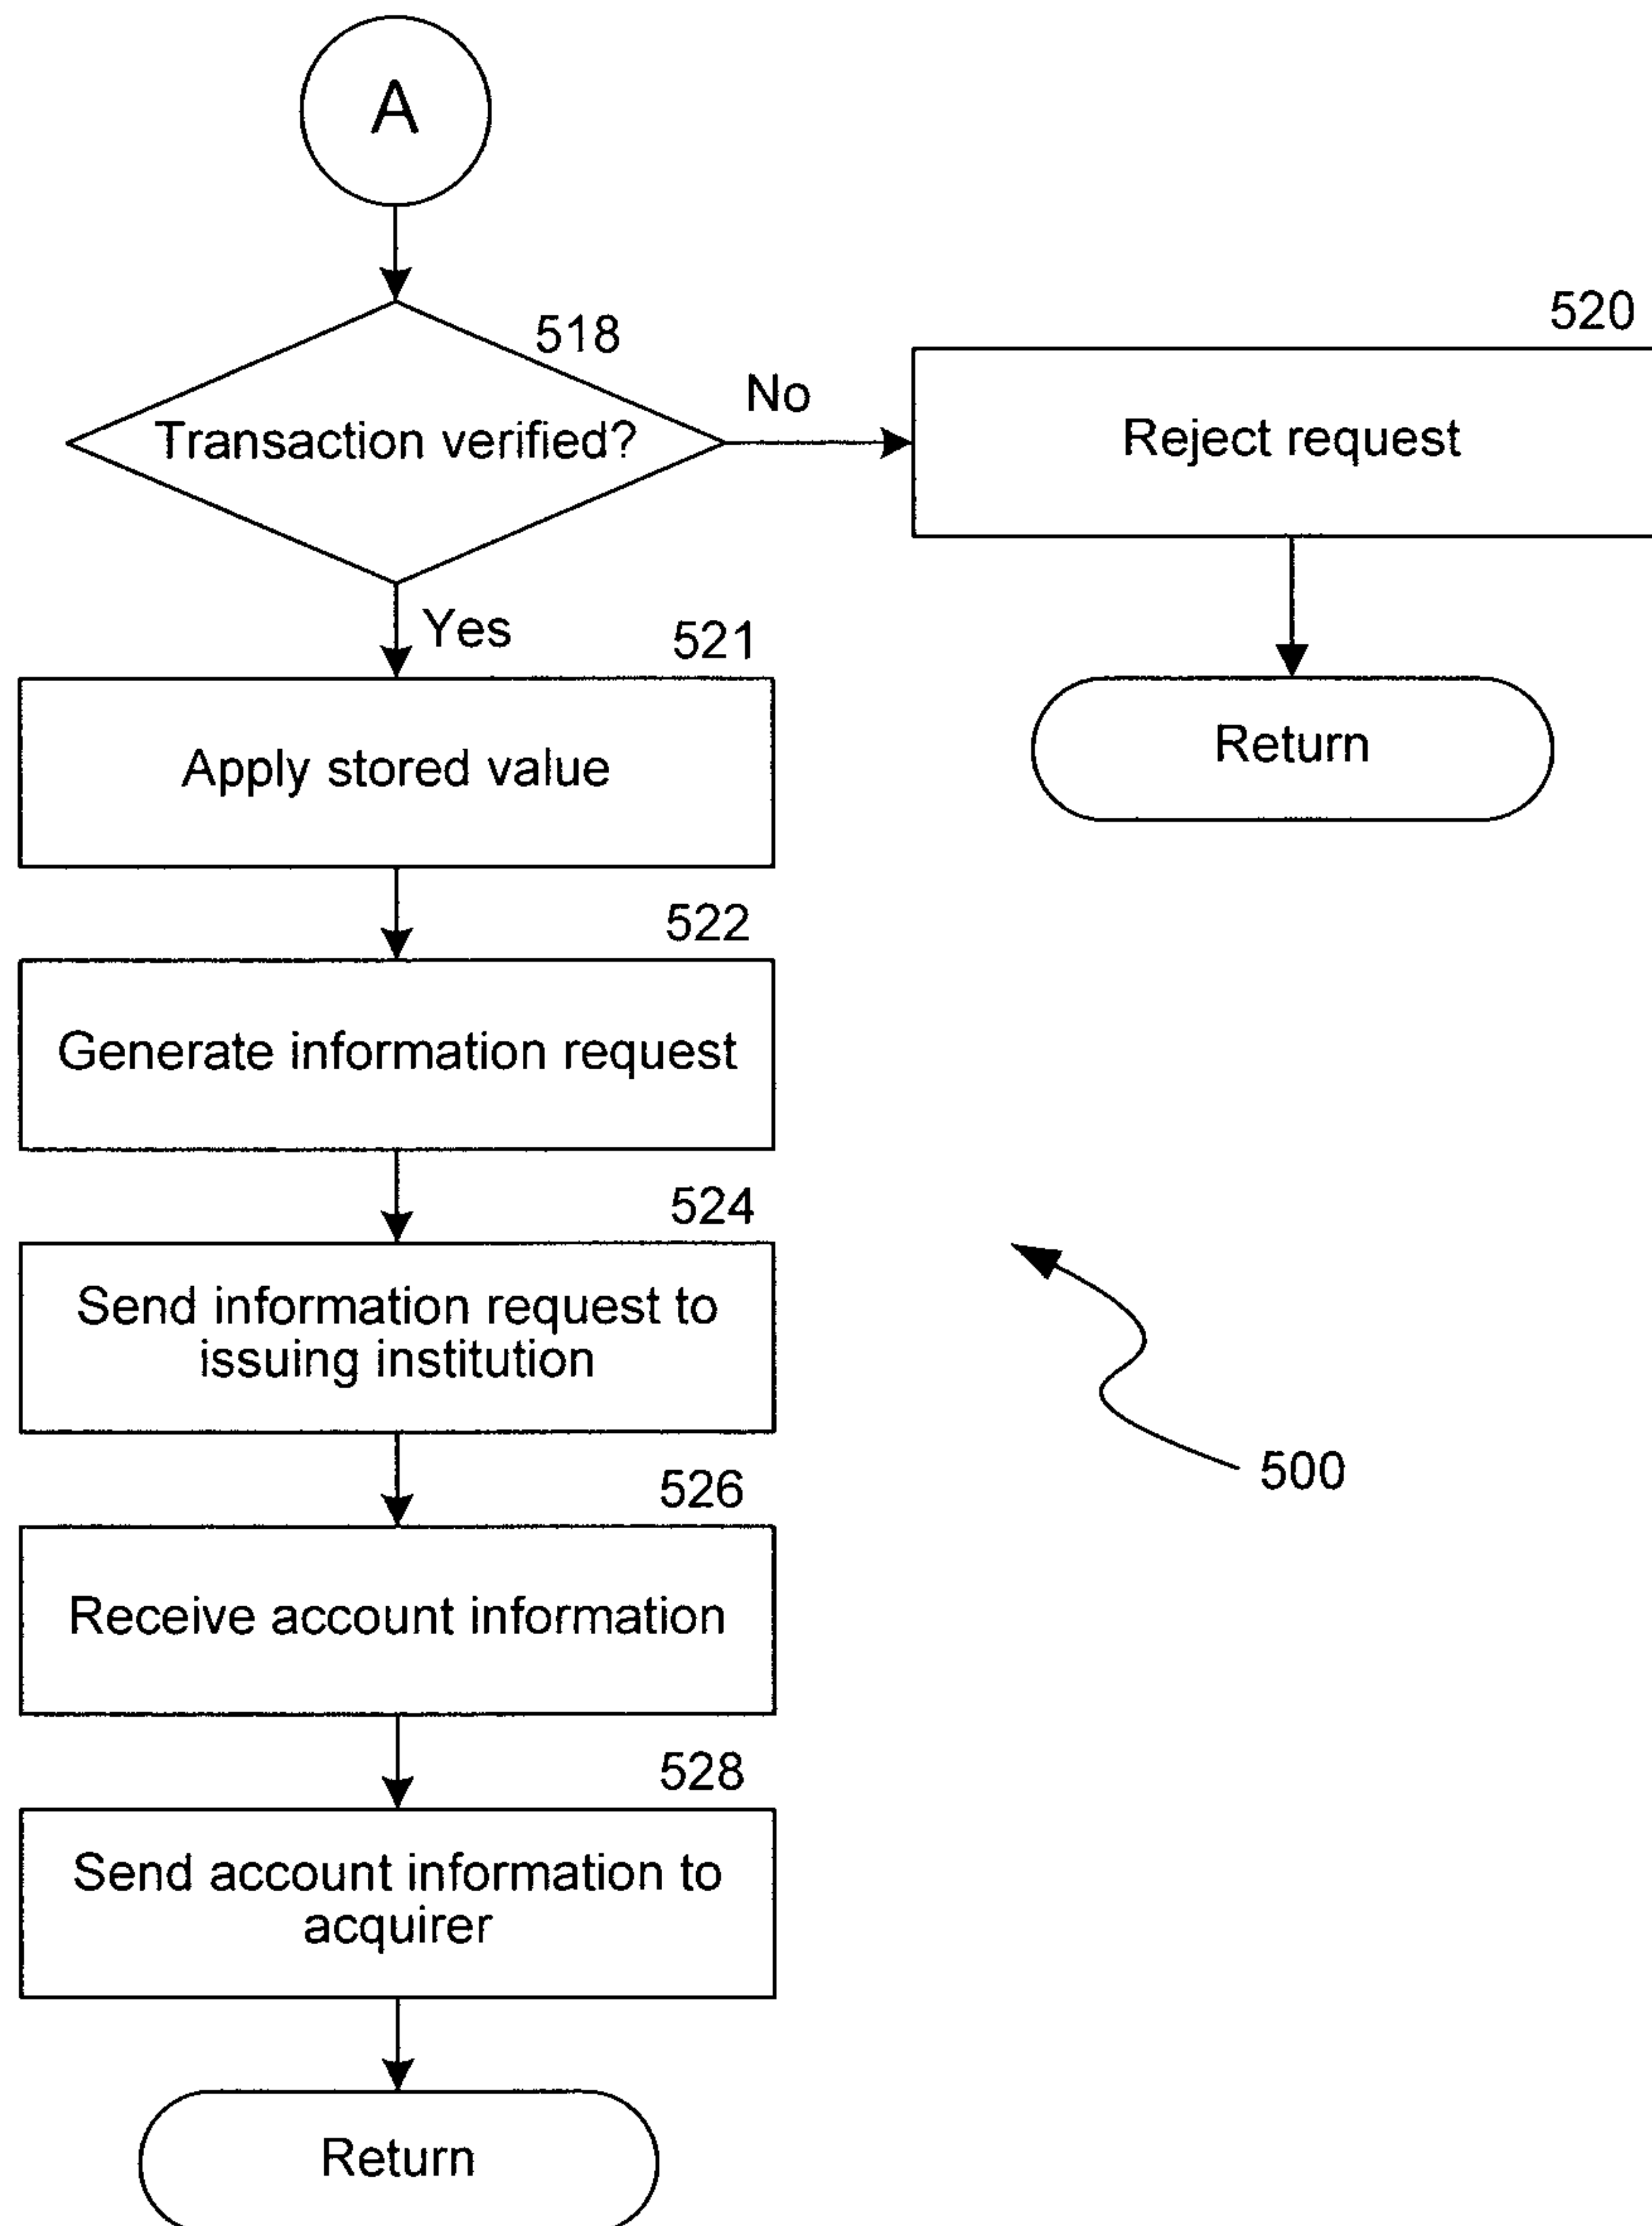 A
518
Transaction verified?
No
520
Reject request
Return
Yes
521
Apply stored value
522
Generate information request
524
Send information request to
issuing institution
500
526
Receive account information
528
Send account information to
acquirer
Return